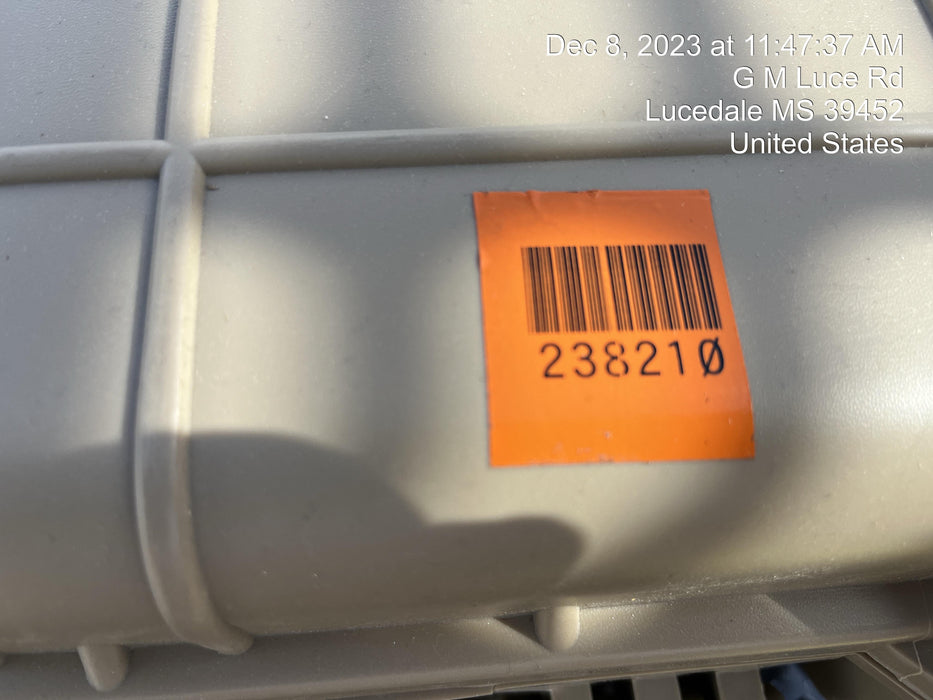 Dec 8, 2023 at 11:47:37 AM
G M Luce Rd
Lucedale MS 39452
United States
238210